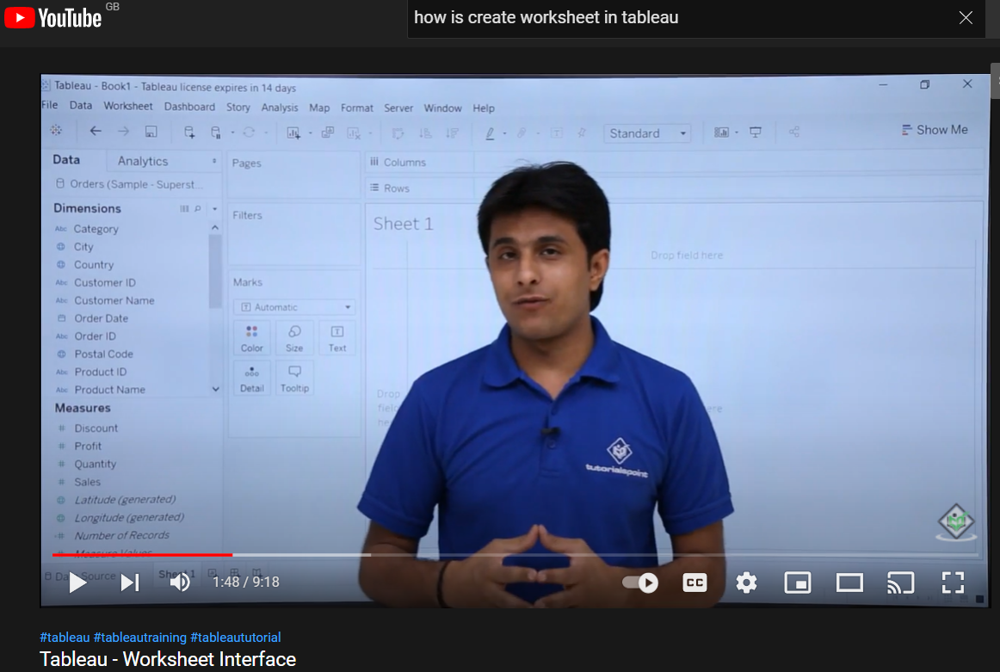 YouTube GB
how is create worksheet in tableau
Tableau - Book1 - Tableau license expires in 14 days
File Data Worksheet Dashboard Story Analysis Map Format Server Window Help
Standard
Show Me
Data Analytics
Orders (Sample - Superst...
Dimensions
Abc Category
City
Country
Abc Customer ID
Abc Customer Name
Order Date
Abc Order ID
Postal Code
Abc Product ID
Abc Product Name
Measures
# Discount
# Profit
# Quantity
# Sales
Latitude (generated)
Longitude (generated)
# Number of Records
# Measure Values
Pages
Filters
Marks
Automatic
Color Size Text
Detail Tooltip
Columns
Rows
Sheet 1
Drop field here
Drop
field
tutorialspoint
Data Source Sheet 1
1:48 / 9:18
CC
#tableau #tableautraining #tableaututorial
Tableau - Worksheet Interface